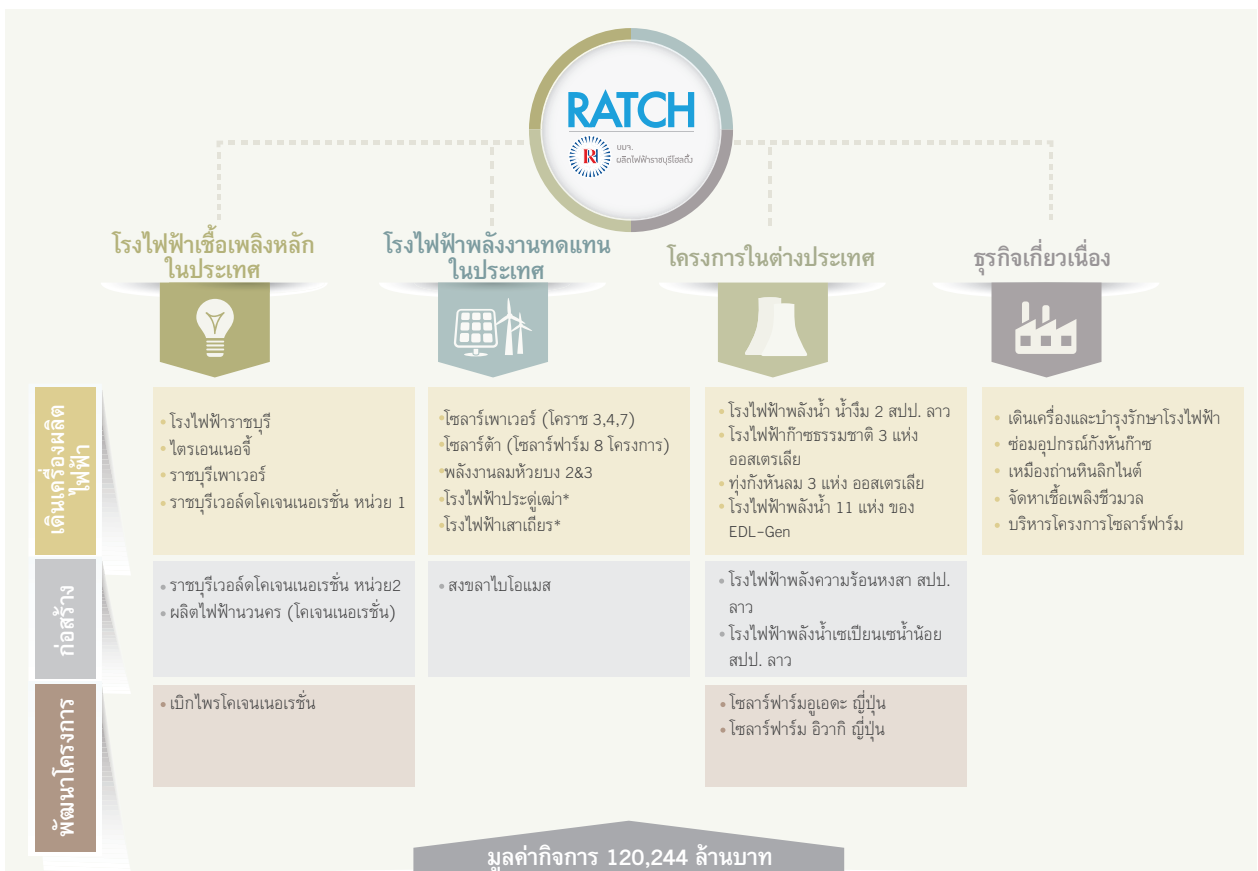 RATCH
บมจ.
ผลิตไฟฟ้าราชบุรีโฮลดิ้ง
โรงไฟฟ้าเชื้อเพลิงหลัก
ในประเทศ
โรงไฟฟ้าพลังงานทดแทน
ในประเทศ
โครงการในต่างประเทศ
ธุรกิจเกี่ยวเนื่อง
เดินเครื่องผลิต
ไฟฟ้า
• โรงไฟฟ้าราชบุรี
• ไตรเอนเนอจี้
• ราชบุรีเพาเวอร์
• ราชบุรีเวอล์ดโคเจนเนอเรชั่น หน่วย 1
•โซลาร์เพาเวอร์ (โคราช 3,4,7)
•โซลาร์ต้า (โซลาร์ฟาร์ม 8 โครงการ)
•พลังงานลมห้วยบง 2&3
•โรงไฟฟ้าประดู่เฒ่า*
•โรงไฟฟ้าเสาเถียร*
• โรงไฟฟ้าพลังน้ำ น้ำงึม 2 สปป. ลาว
• โรงไฟฟ้าก๊าซธรรมชาติ 3 แห่ง
ออสเตรเลีย
• ทุ่งกังหันลม 3 แห่ง ออสเตรเลีย
• โรงไฟฟ้าพลังน้ำ 11 แห่ง ของ
EDL-Gen
• เดินเครื่องและบำรุงรักษาโรงไฟฟ้า
• ซ่อมอุปกรณ์กังหันก๊าซ
• เหมืองถ่านหินลิกไนต์
• จัดหาเชื้อเพลิงชีวมวล
• บริหารโครงการโซลาร์ฟาร์ม
ก่อสร้าง
• ราชบุรีเวอล์ดโคเจนเนอเรชั่น หน่วย2
• ผลิตไฟฟ้านวนคร (โคเจนเนอเรชั่น)
• สงขลาไบโอแมส
• โรงไฟฟ้าพลังความร้อนหงสา สปป.
ลาว
• โรงไฟฟ้าพลังน้ำเซเปียนเซน้ำน้อย
สปป. ลาว
พัฒนาโครงการ
• เบิกไพรโคเจนเนอเรชั่น
• โซลาร์ฟาร์มอูเอดะ ญี่ปุ่น
• โซลาร์ฟาร์ม อิวากิ ญี่ปุ่น
มูลค่ากิจการ 120,244 ล้านบาท